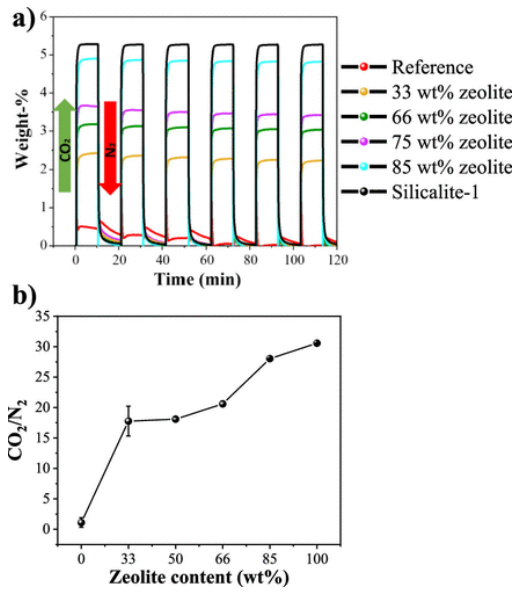 a)
6
5
4
3
2
1
0
Weight-%
CO₂
N₂
0 20 40 60 80 100 120
Time (min)
Reference
33 wt% zeolite
66 wt% zeolite
75 wt% zeolite
85 wt% zeolite
Silicalite-1
b)
35
30
25
20
15
10
5
0
CO₂/N₂
0 33 50 66 85 100
Zeolite content (wt%)